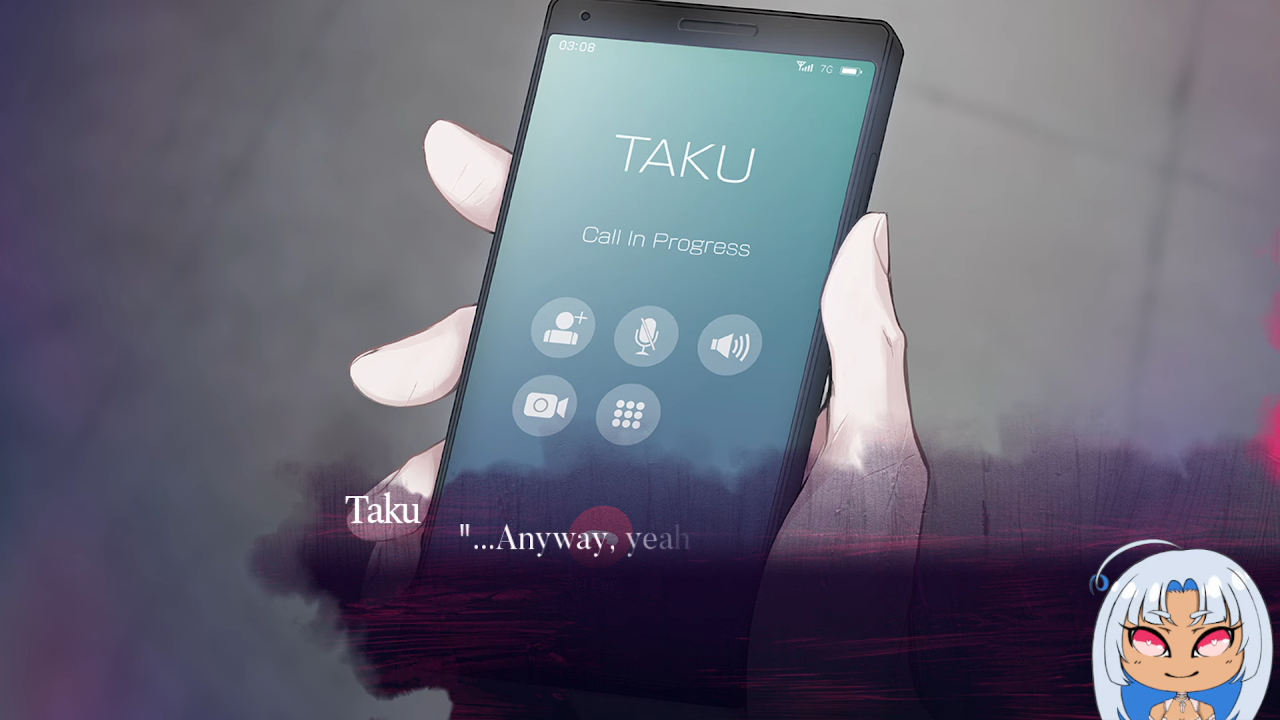 03:08
7G
TAKU
Call In Progress
Taku
"...Anyway, yeah